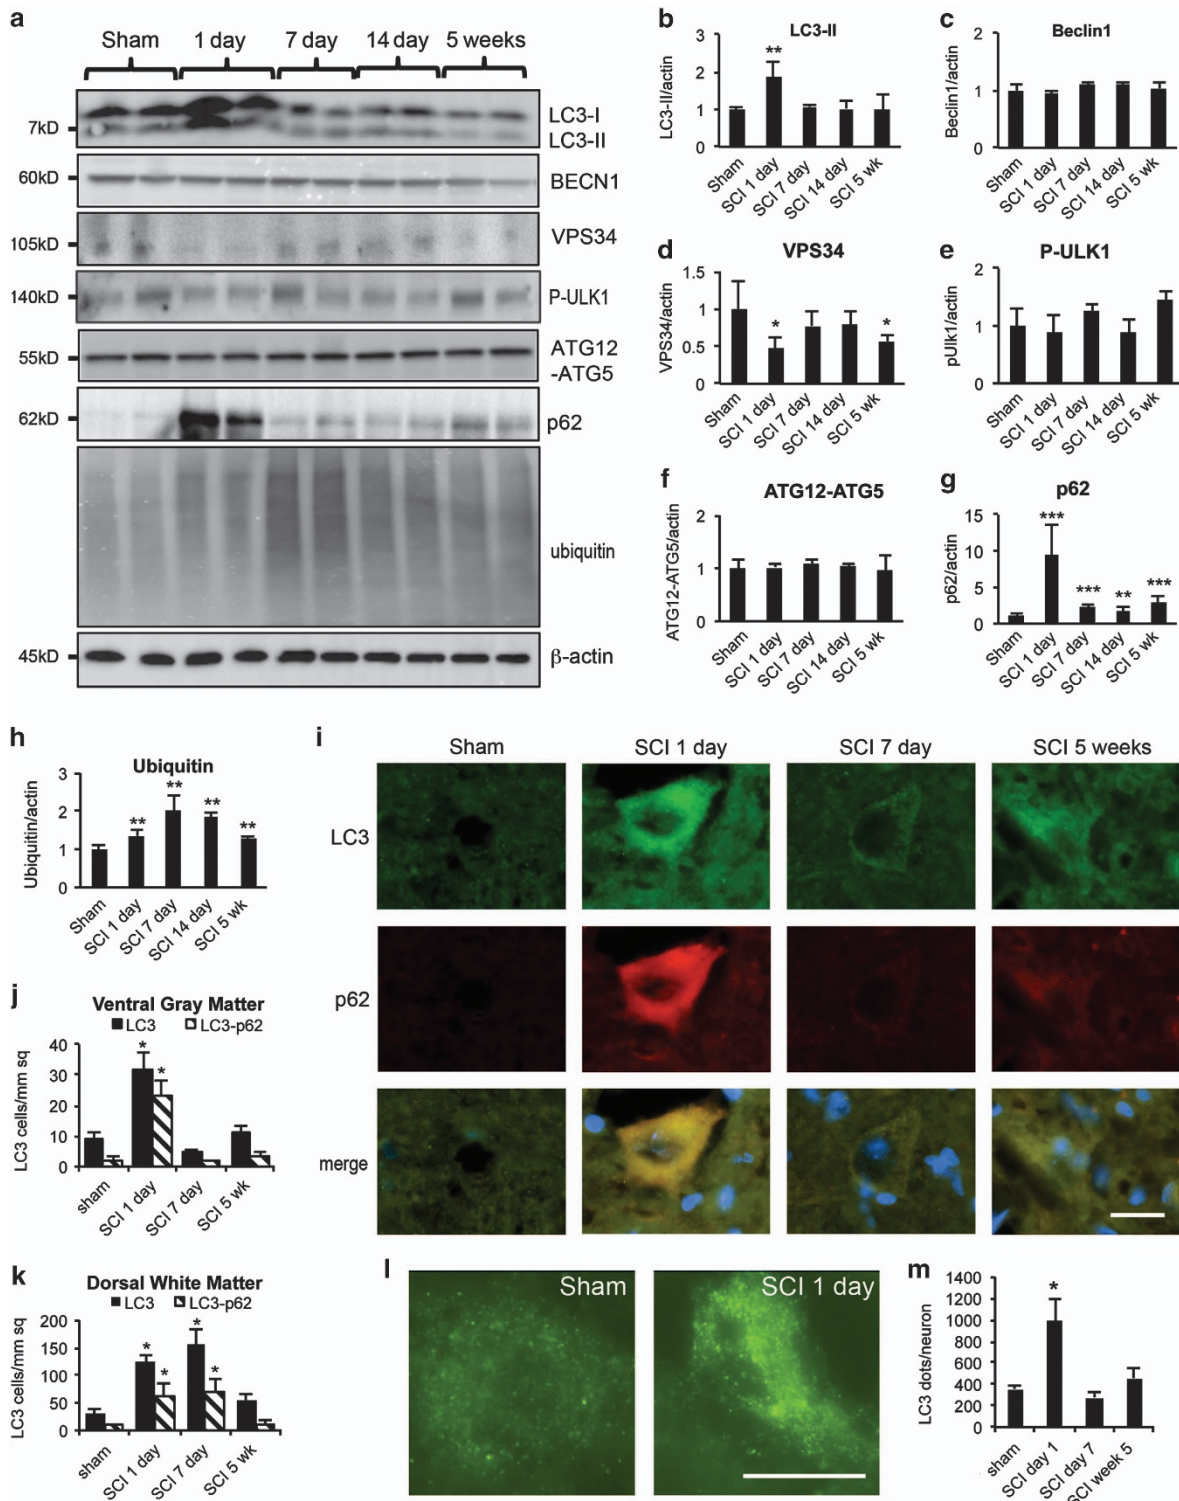 a
Sham 1 day 7 day 14 day 5 weeks
LC3-I
7kD
LC3-II
60kD
BECN1
VPS34
105kD
140kD
P-ULK1
ATG12
-ATG5
55kD
62kD
p62
ubiquitin
45kD
β-actin
b
LC3-II
LC3-II/actin
3
2
1
0
**
Sham
SCI 1 day
SCI 7 day
SCI 14 day
SCI 5 wk
c
Beclin1
Beclin1/actin
2
1
0
Sham
SCI 1 day
SCI 7 day
SCI 14 day
SCI 5 wk
d
VPS34
VPS34/actin
1.5
1
0.5
0
* *
Sham
SCI 1 day
SCI 7 day
SCI 14 day
SCI 5 wk
e
P-ULK1
pUlk1/actin
2
1
0
Sham
SCI 1 day
SCI 7 day
SCI 14 day
SCI 5 wk
f
ATG12-ATG5
ATG12-ATG5/actin
2
1
0
Sham
SCI 1 day
SCI 7 day
SCI 14 day
SCI 5 wk
g
p62
p62/actin
15
10
5
0
*** *** ** ***
Sham
SCI 1 day
SCI 7 day
SCI 14 day
SCI 5 wk
h
Ubiquitin
Ubiquitin/actin
3
2
1
0
** ** ** **
Sham
SCI 1 day
SCI 7 day
SCI 14 day
SCI 5 wk
i
Sham SCI 1 day SCI 7 day SCI 5 weeks
LC3
p62
merge
j
Ventral Gray Matter
LC3 LC3-p62
LC3 cells/mm sq
40
30
20
10
0
* *
sham
SCI 1 day
SCI 7 day
SCI 5 wk
k
Dorsal White Matter
LC3 LC3-p62
LC3 cells/mm sq
200
150
100
50
0
* * * *
sham
SCI 1 day
SCI 7 day
SCI 5 wk
l
Sham SCI 1 day
m
LC3 dots/neuron
1400
1200
1000
800
600
400
200
0
*
sham
SCI day 1
SCI day 7
SCI week 5